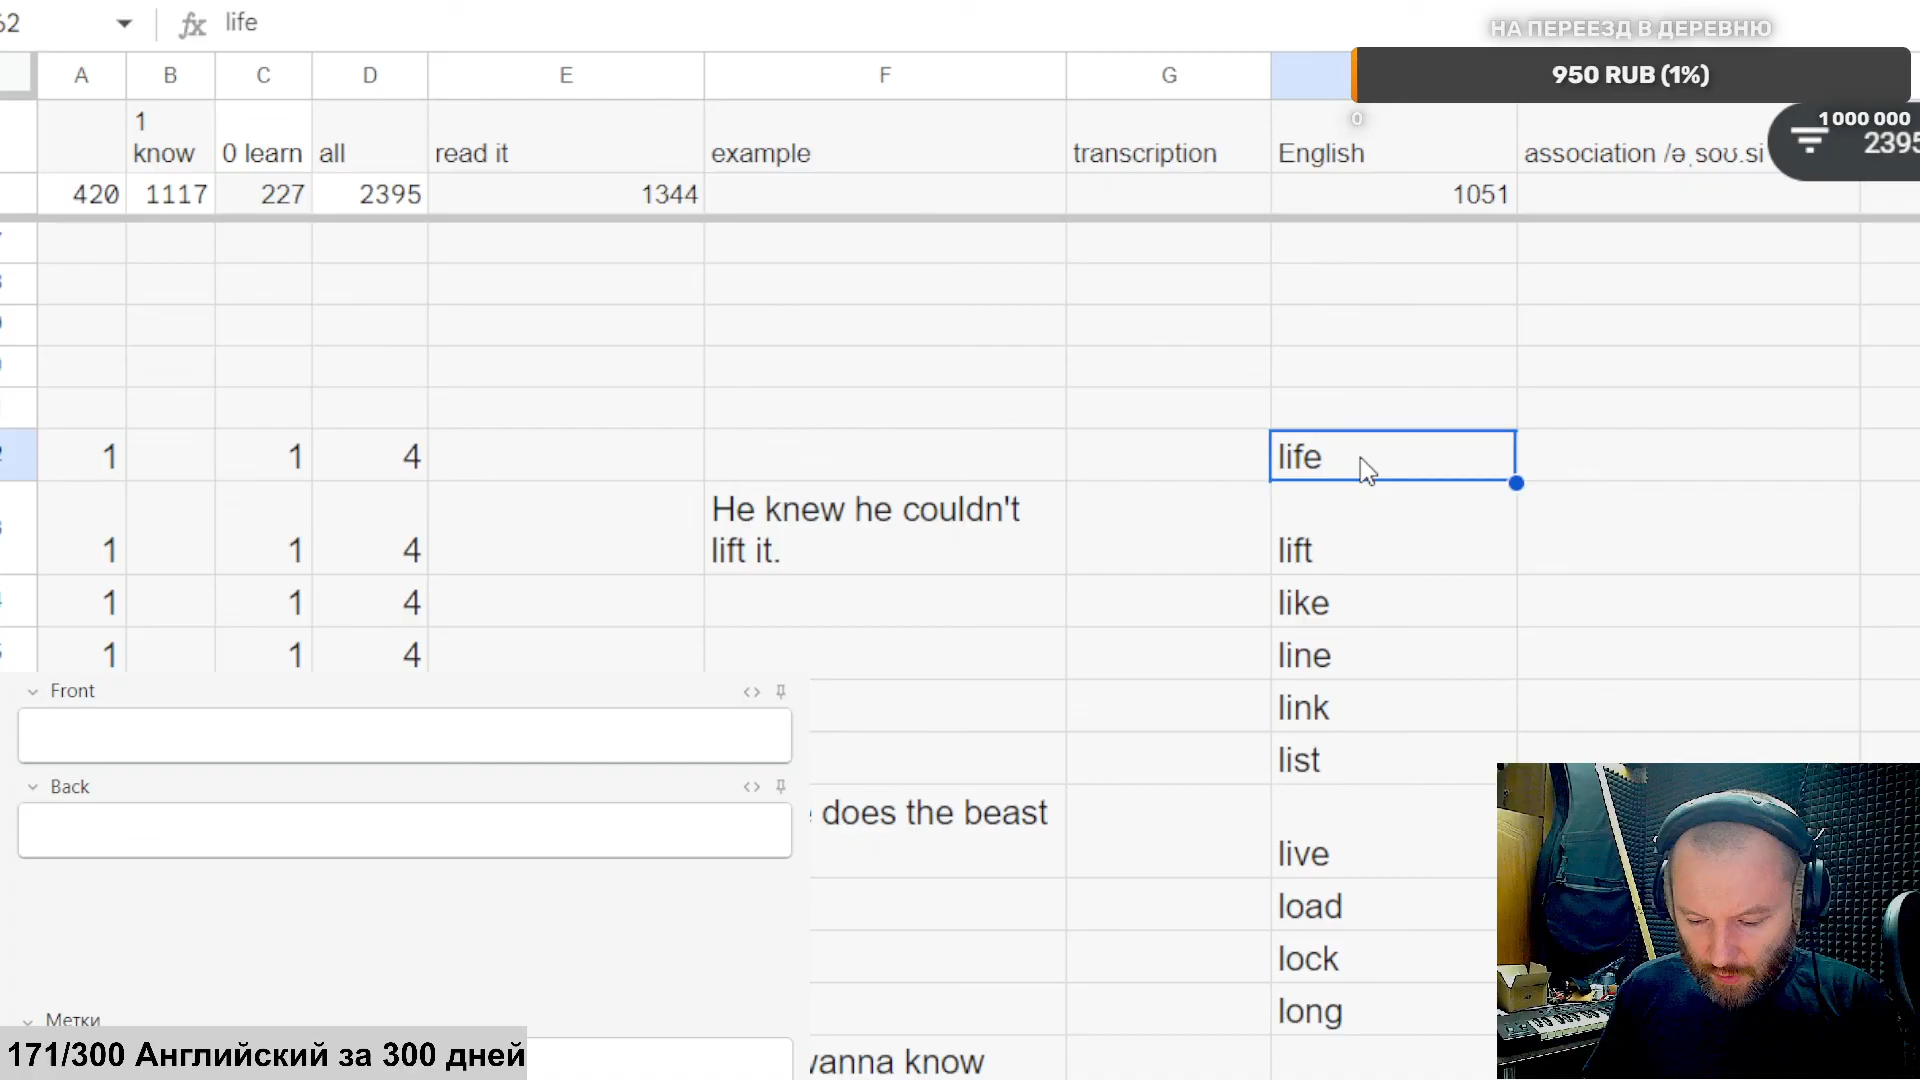 life
НА ПЕРЕЕЗД В ДЕРЕВНЮ
950 RUB (1%)
0
1 000 000
A B C D E F G
1
know 0 learn all read it example transcription English association /əˌsoʊ.si
2395
420 1117 227 2395 1344 1051
1 1 4 life
He knew he couldn't
lift it.
1 1 4 lift
1 1 4 like
1 1 4 line
link
list
does the beast
live
load
lock
long
wanna know
Front
Back
Метки
171/300 Английский за 300 дней